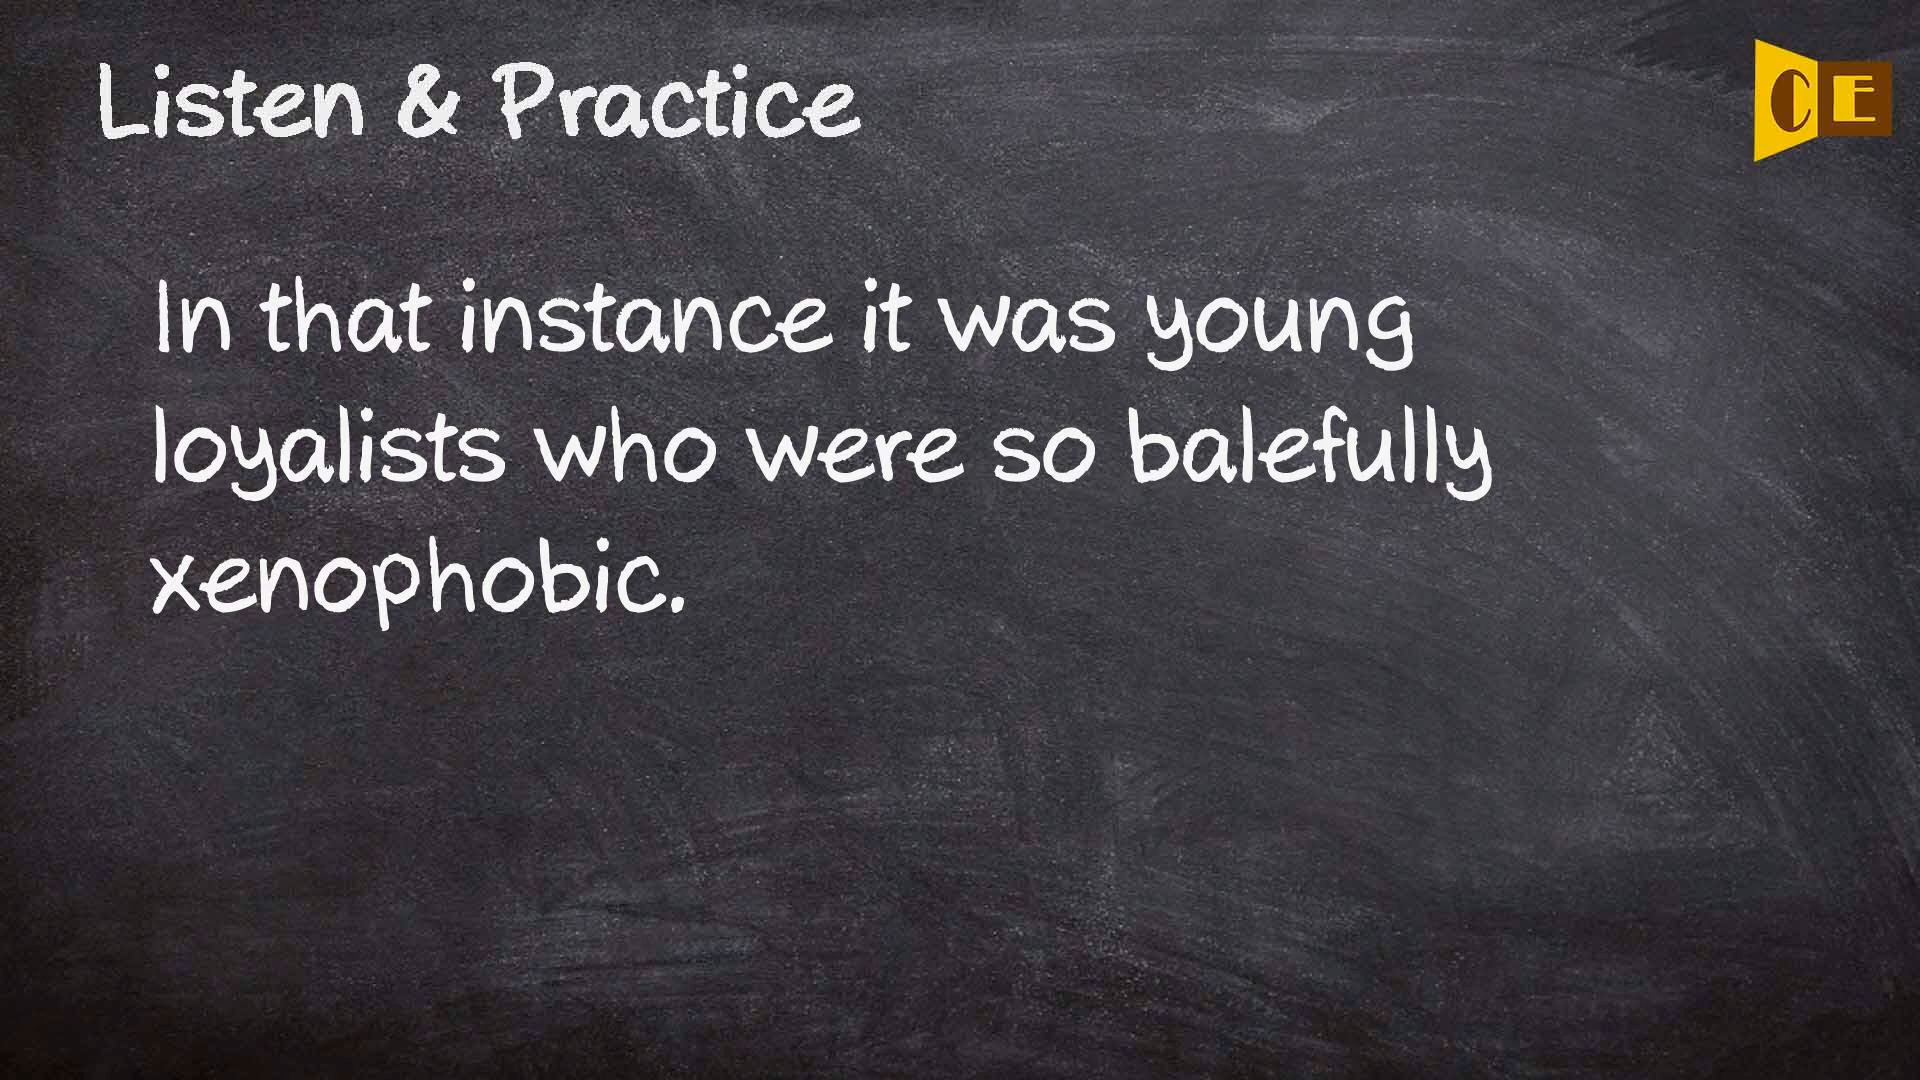 Listen & Practice
CE
In that instance it was young
loyalists who were so balefully
xenophobic.